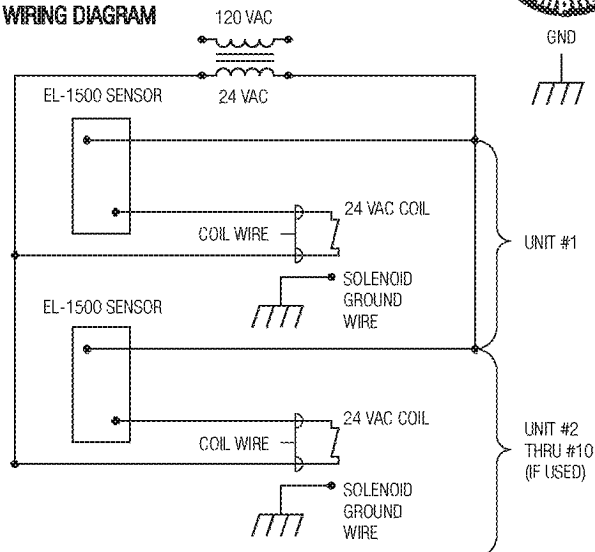 WIRING DIAGRAM
120 VAC
GND
24 VAC
EL-1500 SENSOR
24 VAC COIL
COIL WIRE
UNIT #1
SOLENOID
GROUND
WIRE
EL-1500 SENSOR
24 VAC COIL
COIL WIRE
UNIT #2
THRU #10
(IF USED)
SOLENOID
GROUND
WIRE